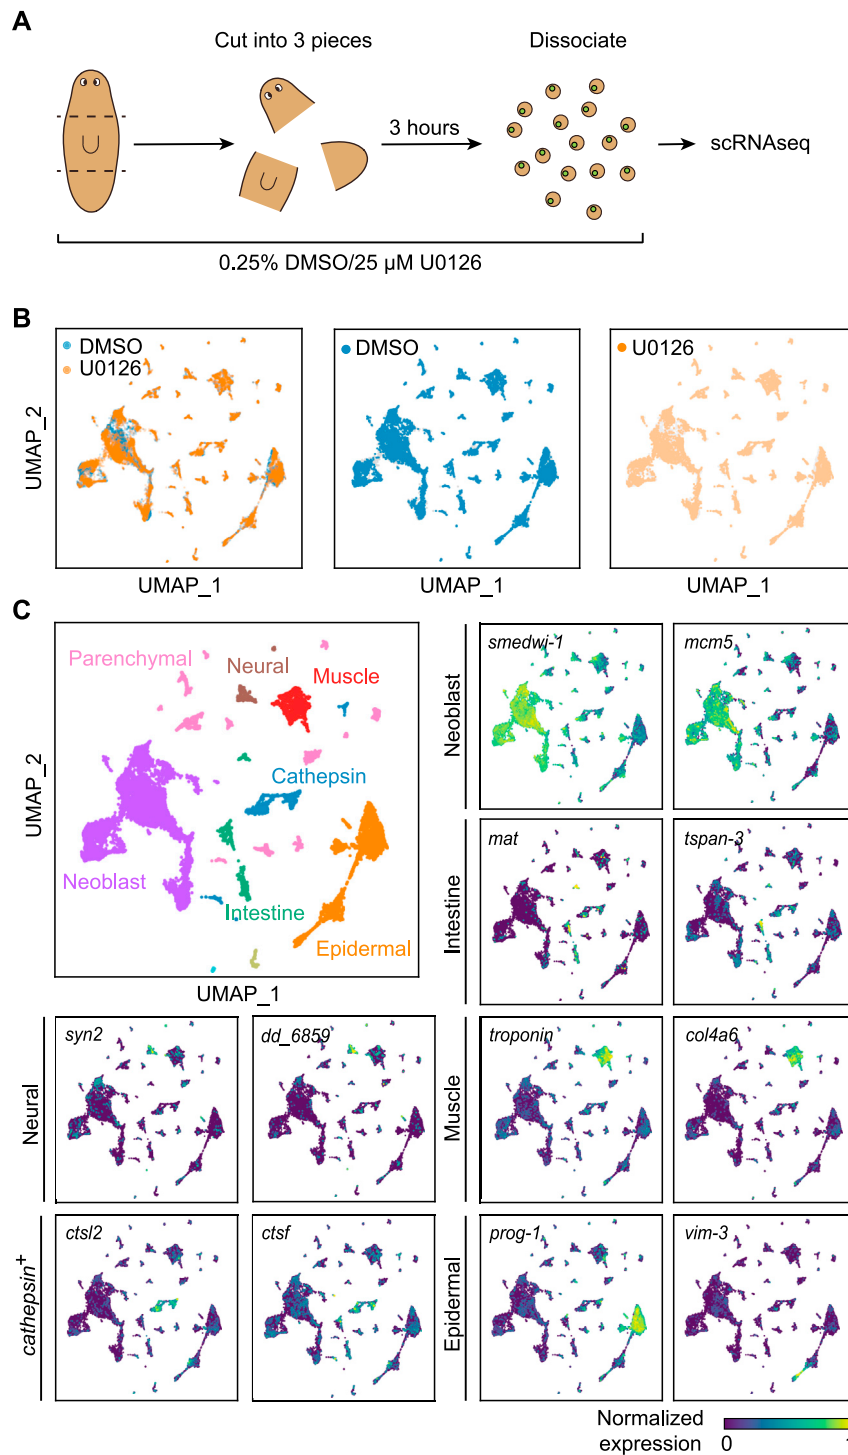 A
Cut into 3 pieces
Dissociate
3 hours
scRNAseq
0.25% DMSO/25 µM U0126
B
DMSO
U0126
DMSO
U0126
UMAP_2
UMAP_1
UMAP_1
UMAP_1
C
Parenchymal
Neural
Muscle
Cathepsin
Neoblast
Intestine
Epidermal
UMAP_2
UMAP_1
Neoblast
smedwi-1
mcm5
Intestine
mat
tspan-3
Neural
syn2
dd_6859
Muscle
troponin
col4a6
cathepsin+
ctsl2
ctsf
Epidermal
prog-1
vim-3
Normalized
expression
0